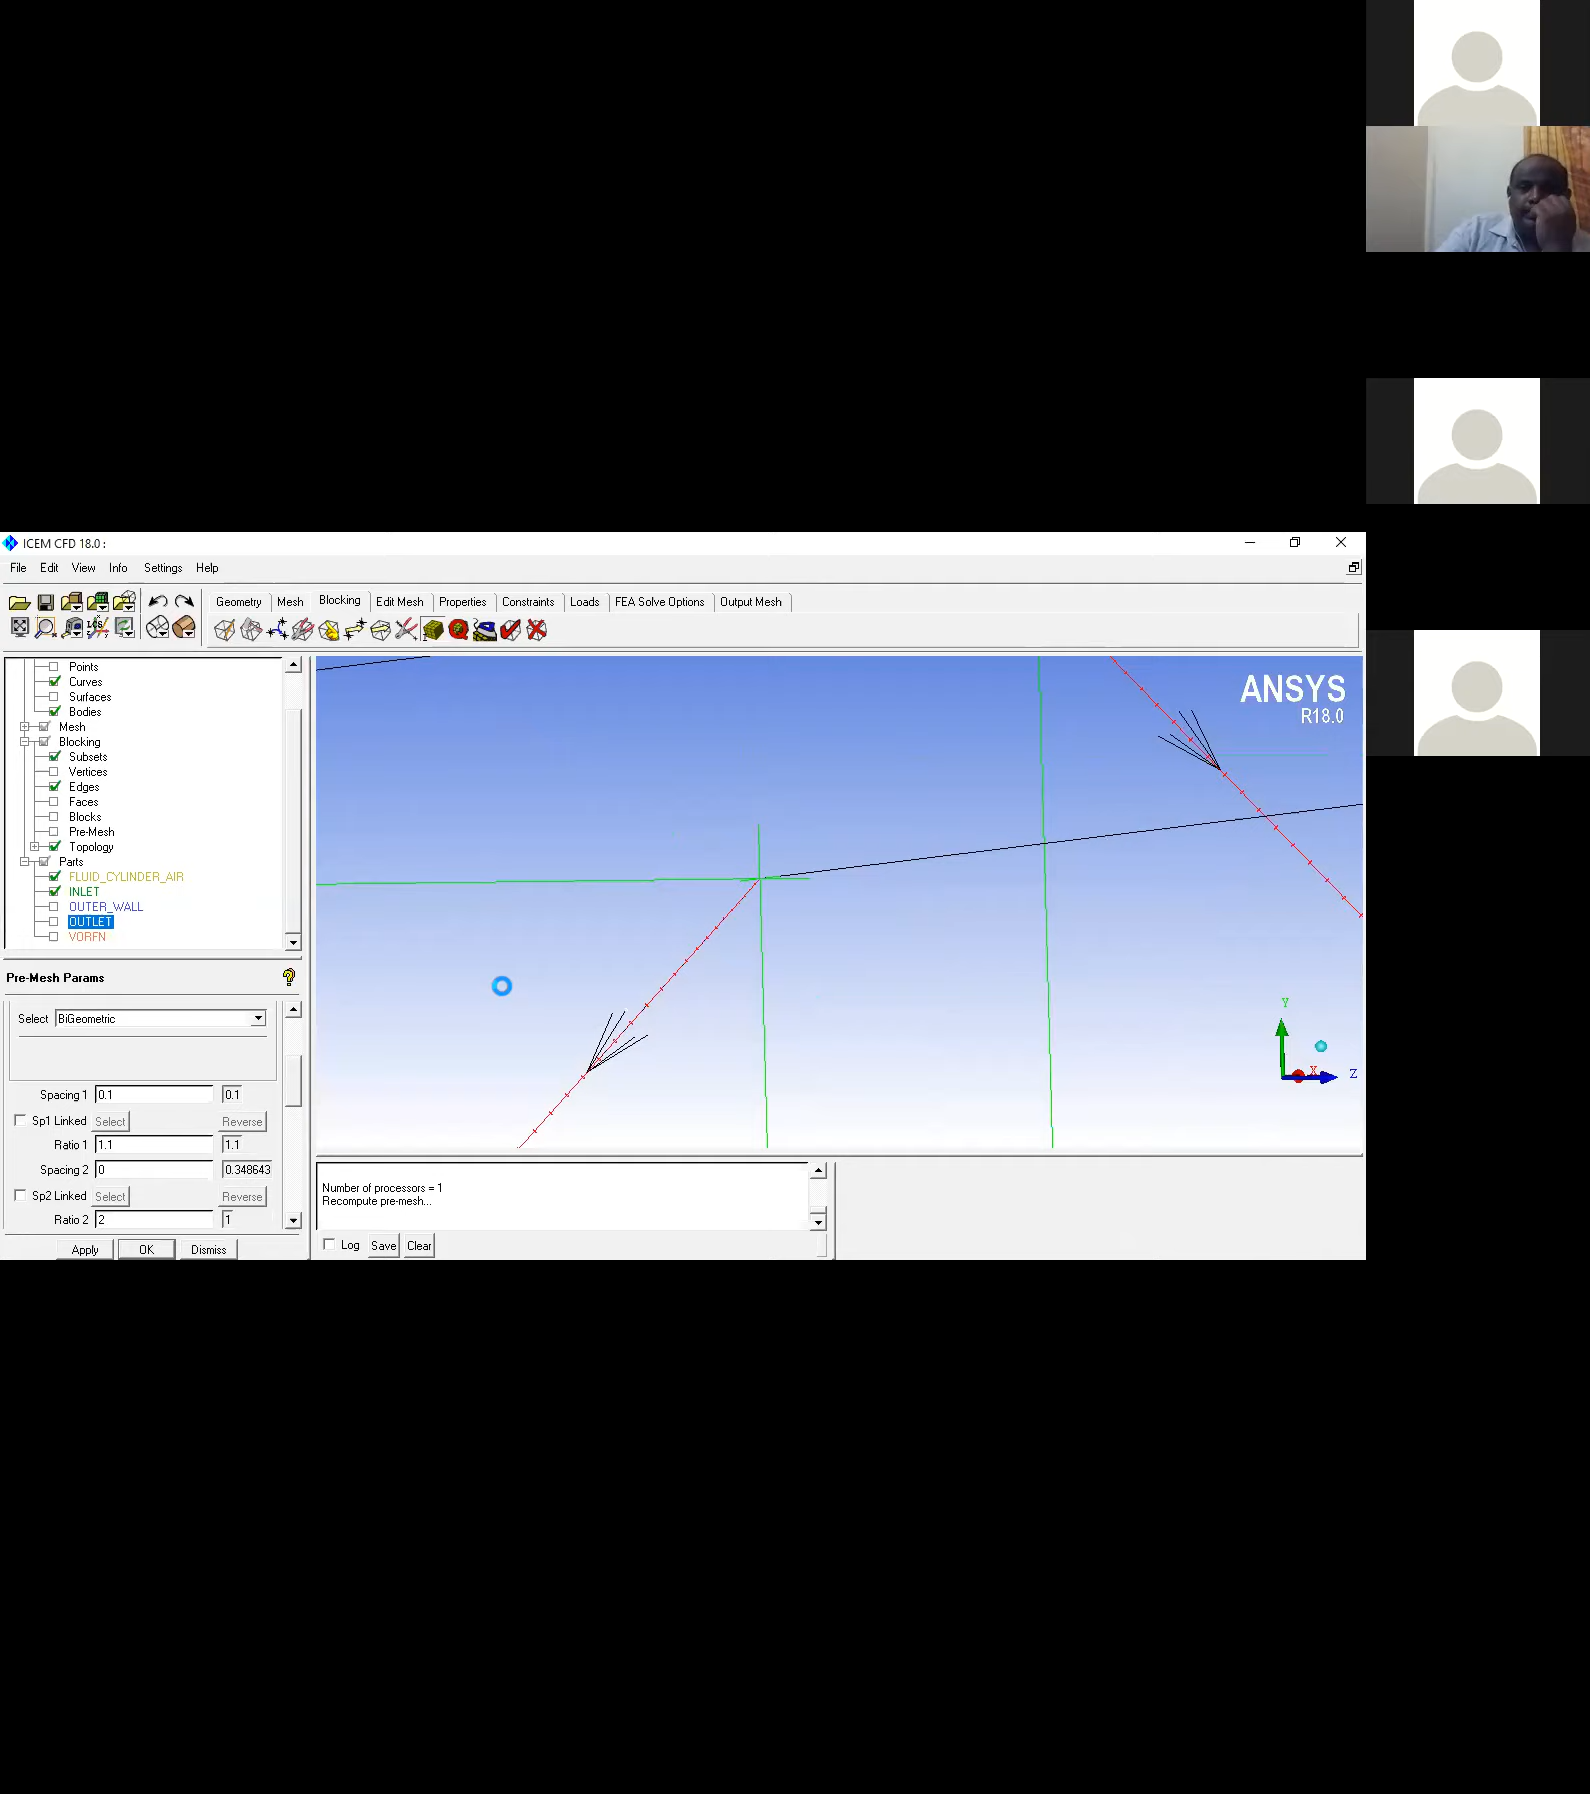 ICEM CFD 18.0 :
File Edit View Info Settings Help
Geometry Mesh Blocking Edit Mesh Properties Constraints Loads FEA Solve Options Output Mesh
LCS
Points
Curves
Surfaces
Bodies
Mesh
Blocking
Subsets
Vertices
Edges
Faces
Blocks
Pre-Mesh
Topology
Parts
FLUID_CYLINDER_AIR
INLET
OUTER_WALL
OUTLET
VORFN
ANSYS
R18.0
Y
X
Z
Pre-Mesh Params
Select BiGeometric
Spacing 1 0.1 0.1
Sp1 Linked Select Reverse
Ratio 1 1.1 1.1
Spacing 2 0 0.348643
Sp2 Linked Select Reverse
Ratio 2 2 1
Apply OK Dismiss
Number of processors = 1
Recompute pre-mesh...
Log Save Clear